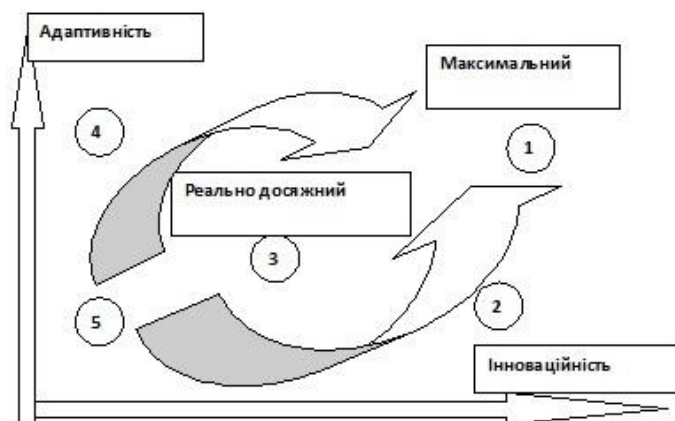 Адаптивність
Максимальний
4
1
Реально досяжний
3
2
5
Інноваційність